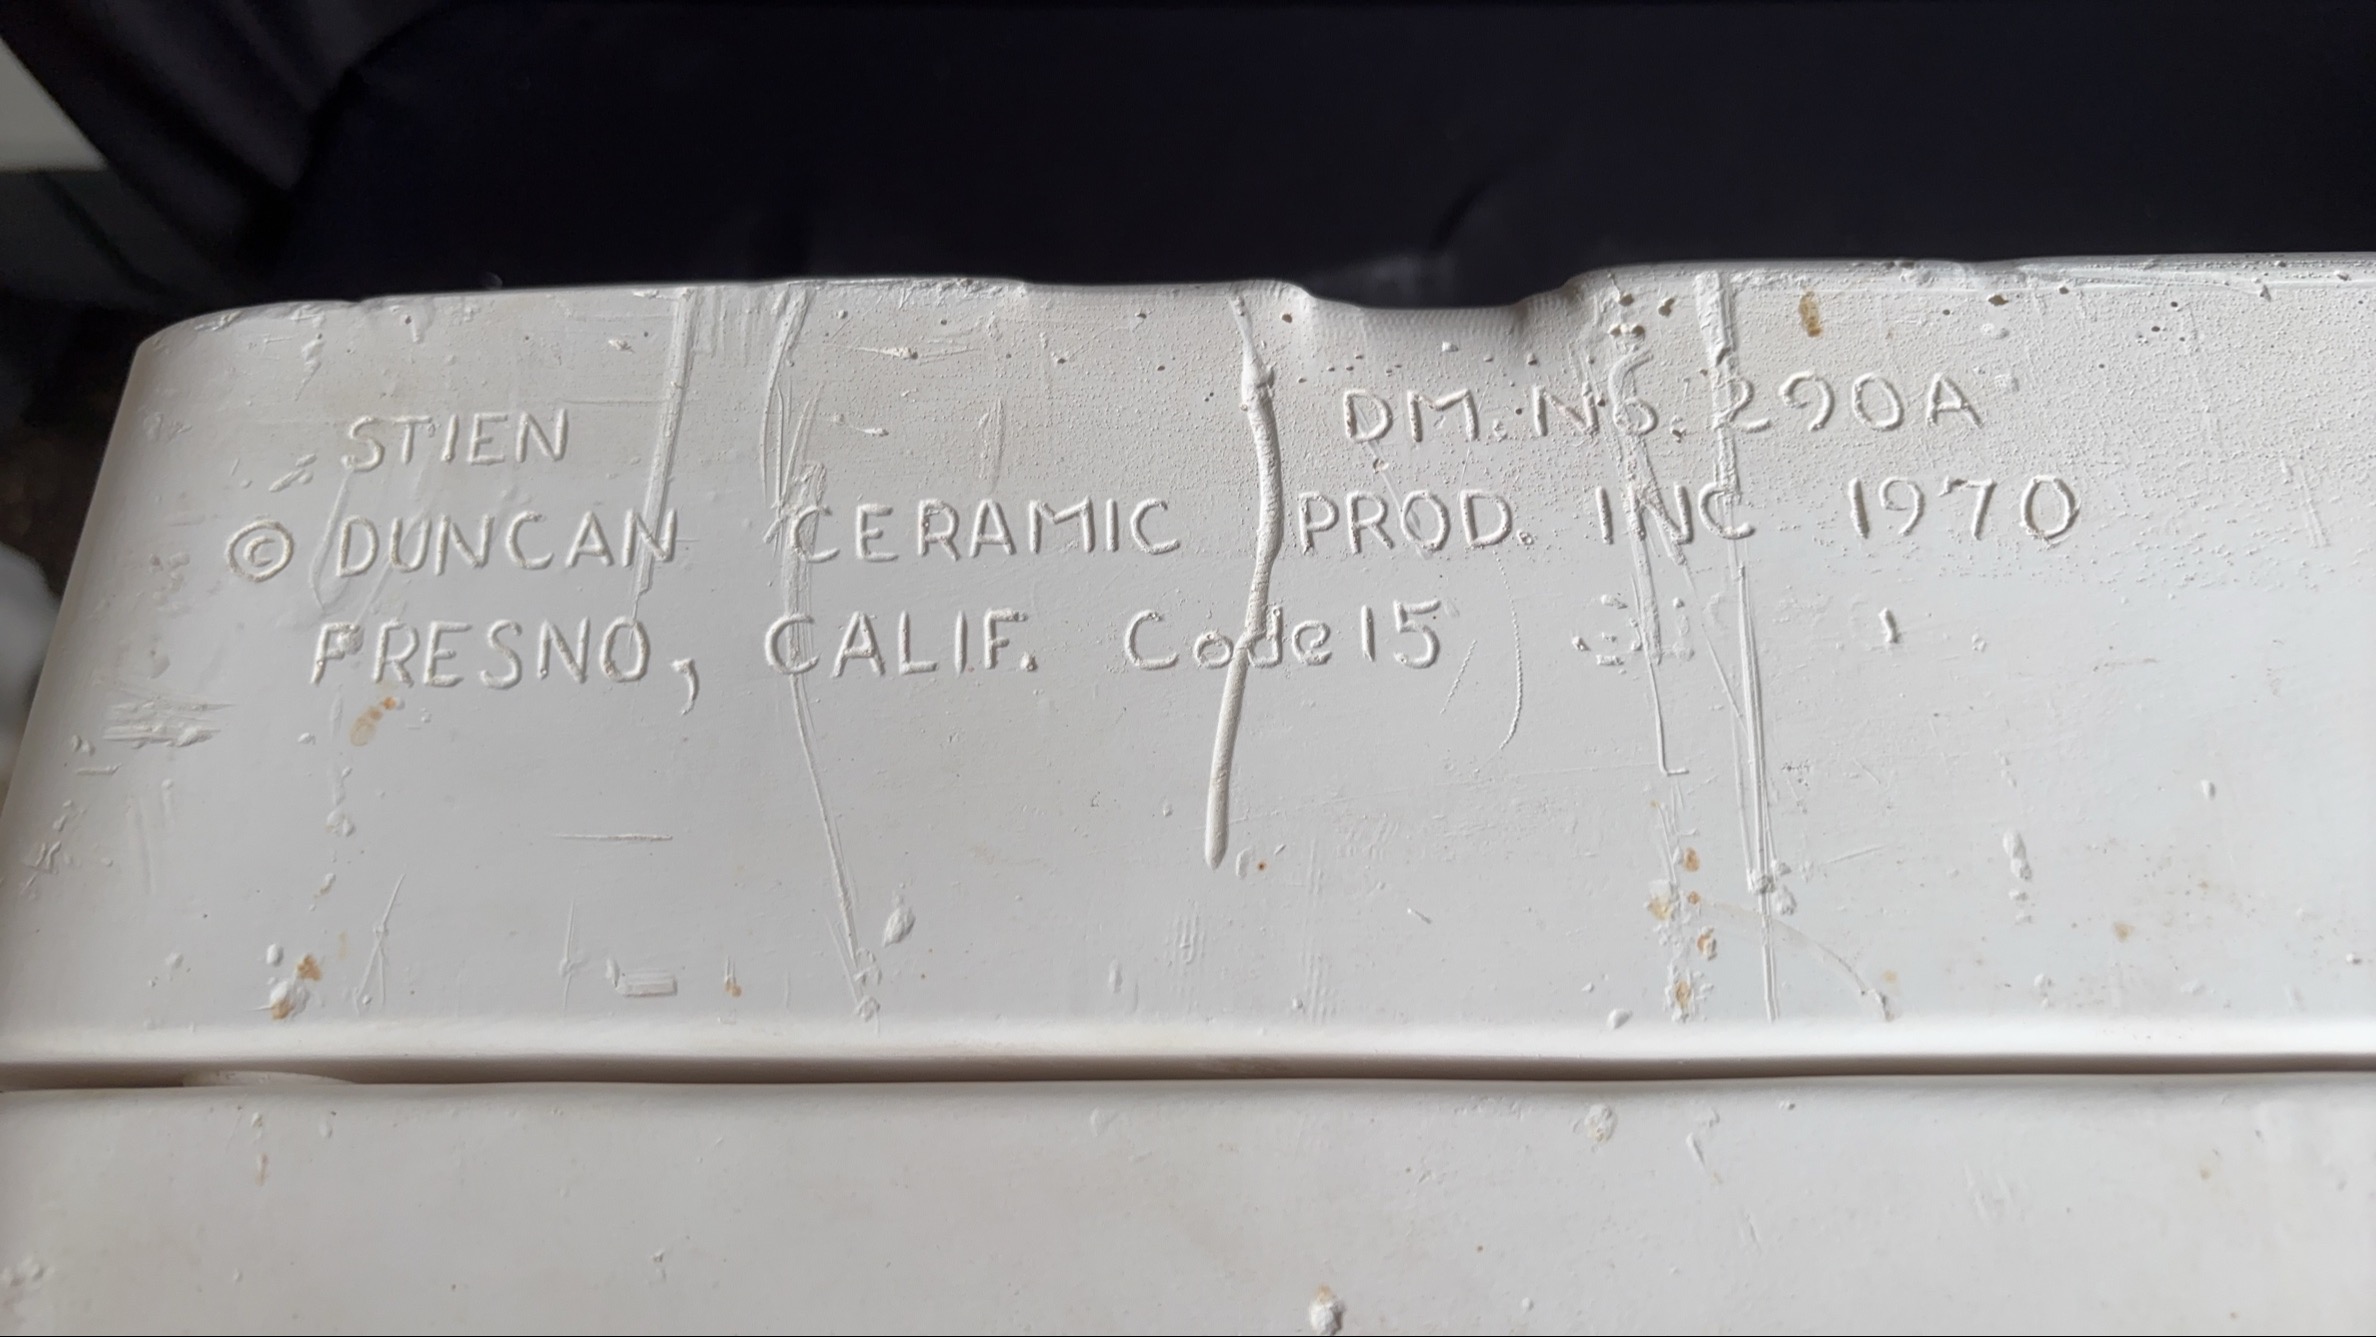 STIEN DM. No. 290A
© DUNCAN CERAMIC PROD. INC 1970
FRESNO, CALIF. Code 15